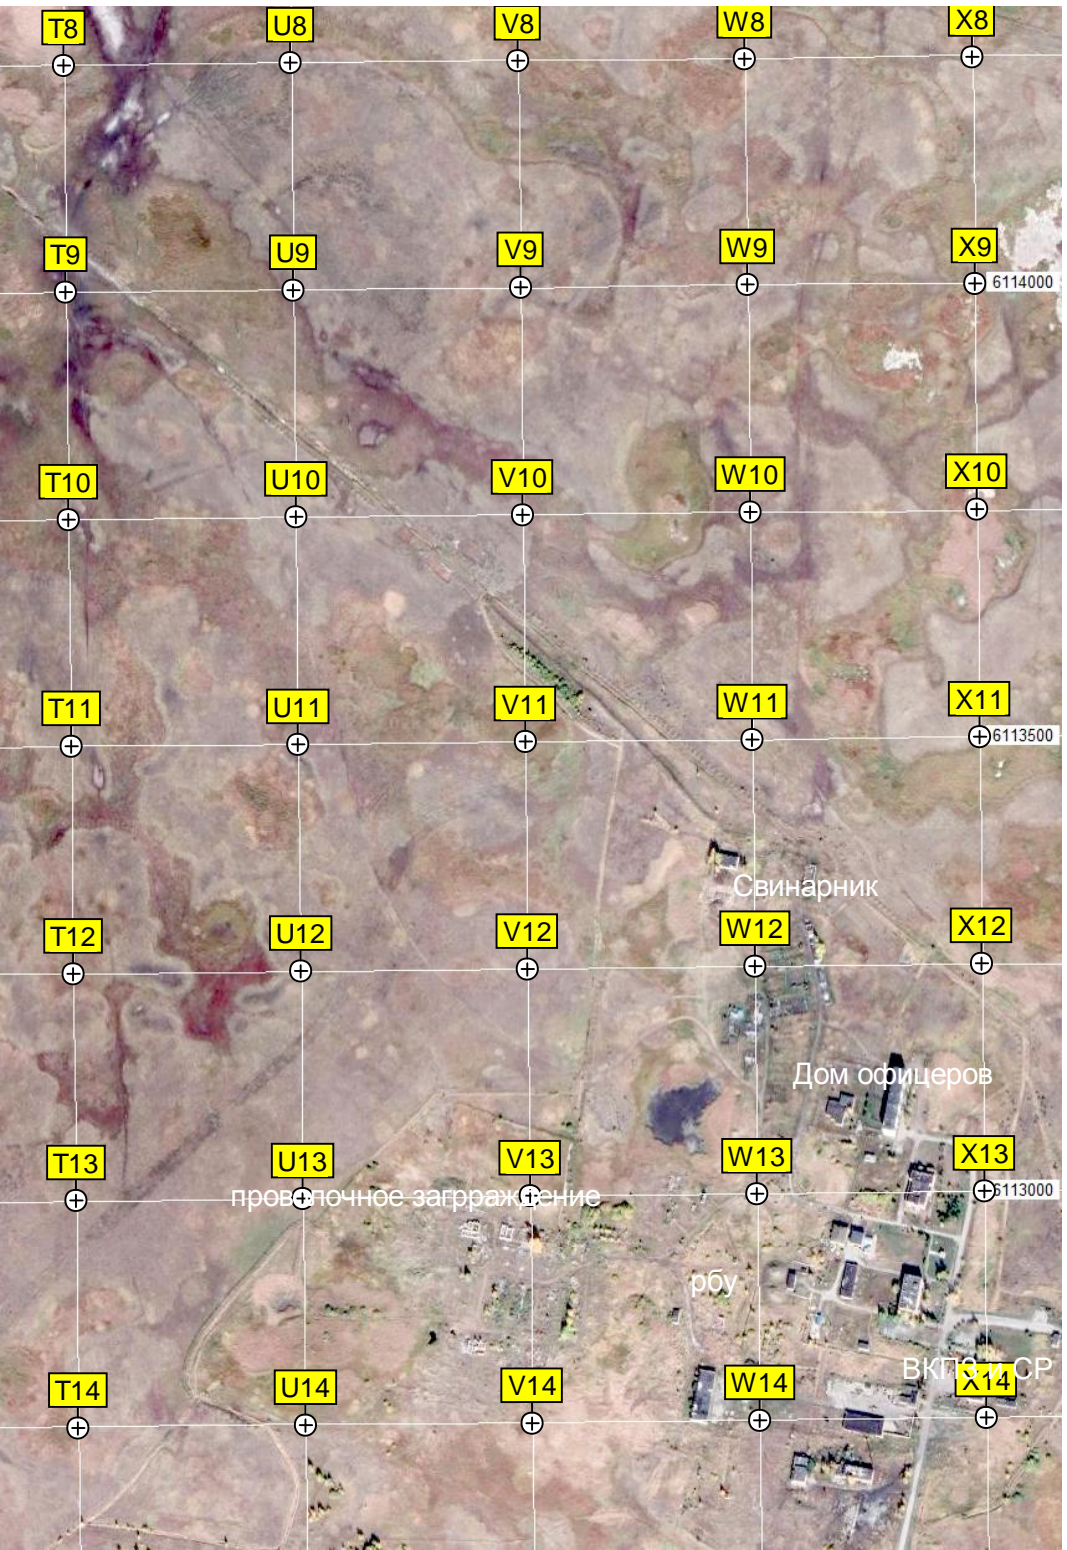 T8 U8 V8 W8 X8
T9 U9 V9 W9 X9
6114000
T10 U10 V10 W10 X10
T11 U11 V11 W11 X11
6113500
Свинарник
T12 U12 V12 W12 X12
Дом офицеров
T13 U13 V13 W13 X13
6113000
проволочное загрраждение
рбу
ВКПЗ и СР
T14 U14 V14 W14 X14